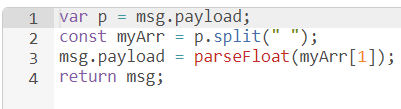 1 var p = msg.payload;
2 const myArr = p.split(" ");
3 msg.payload = parseFloat(myArr[1]);
4 return msg;